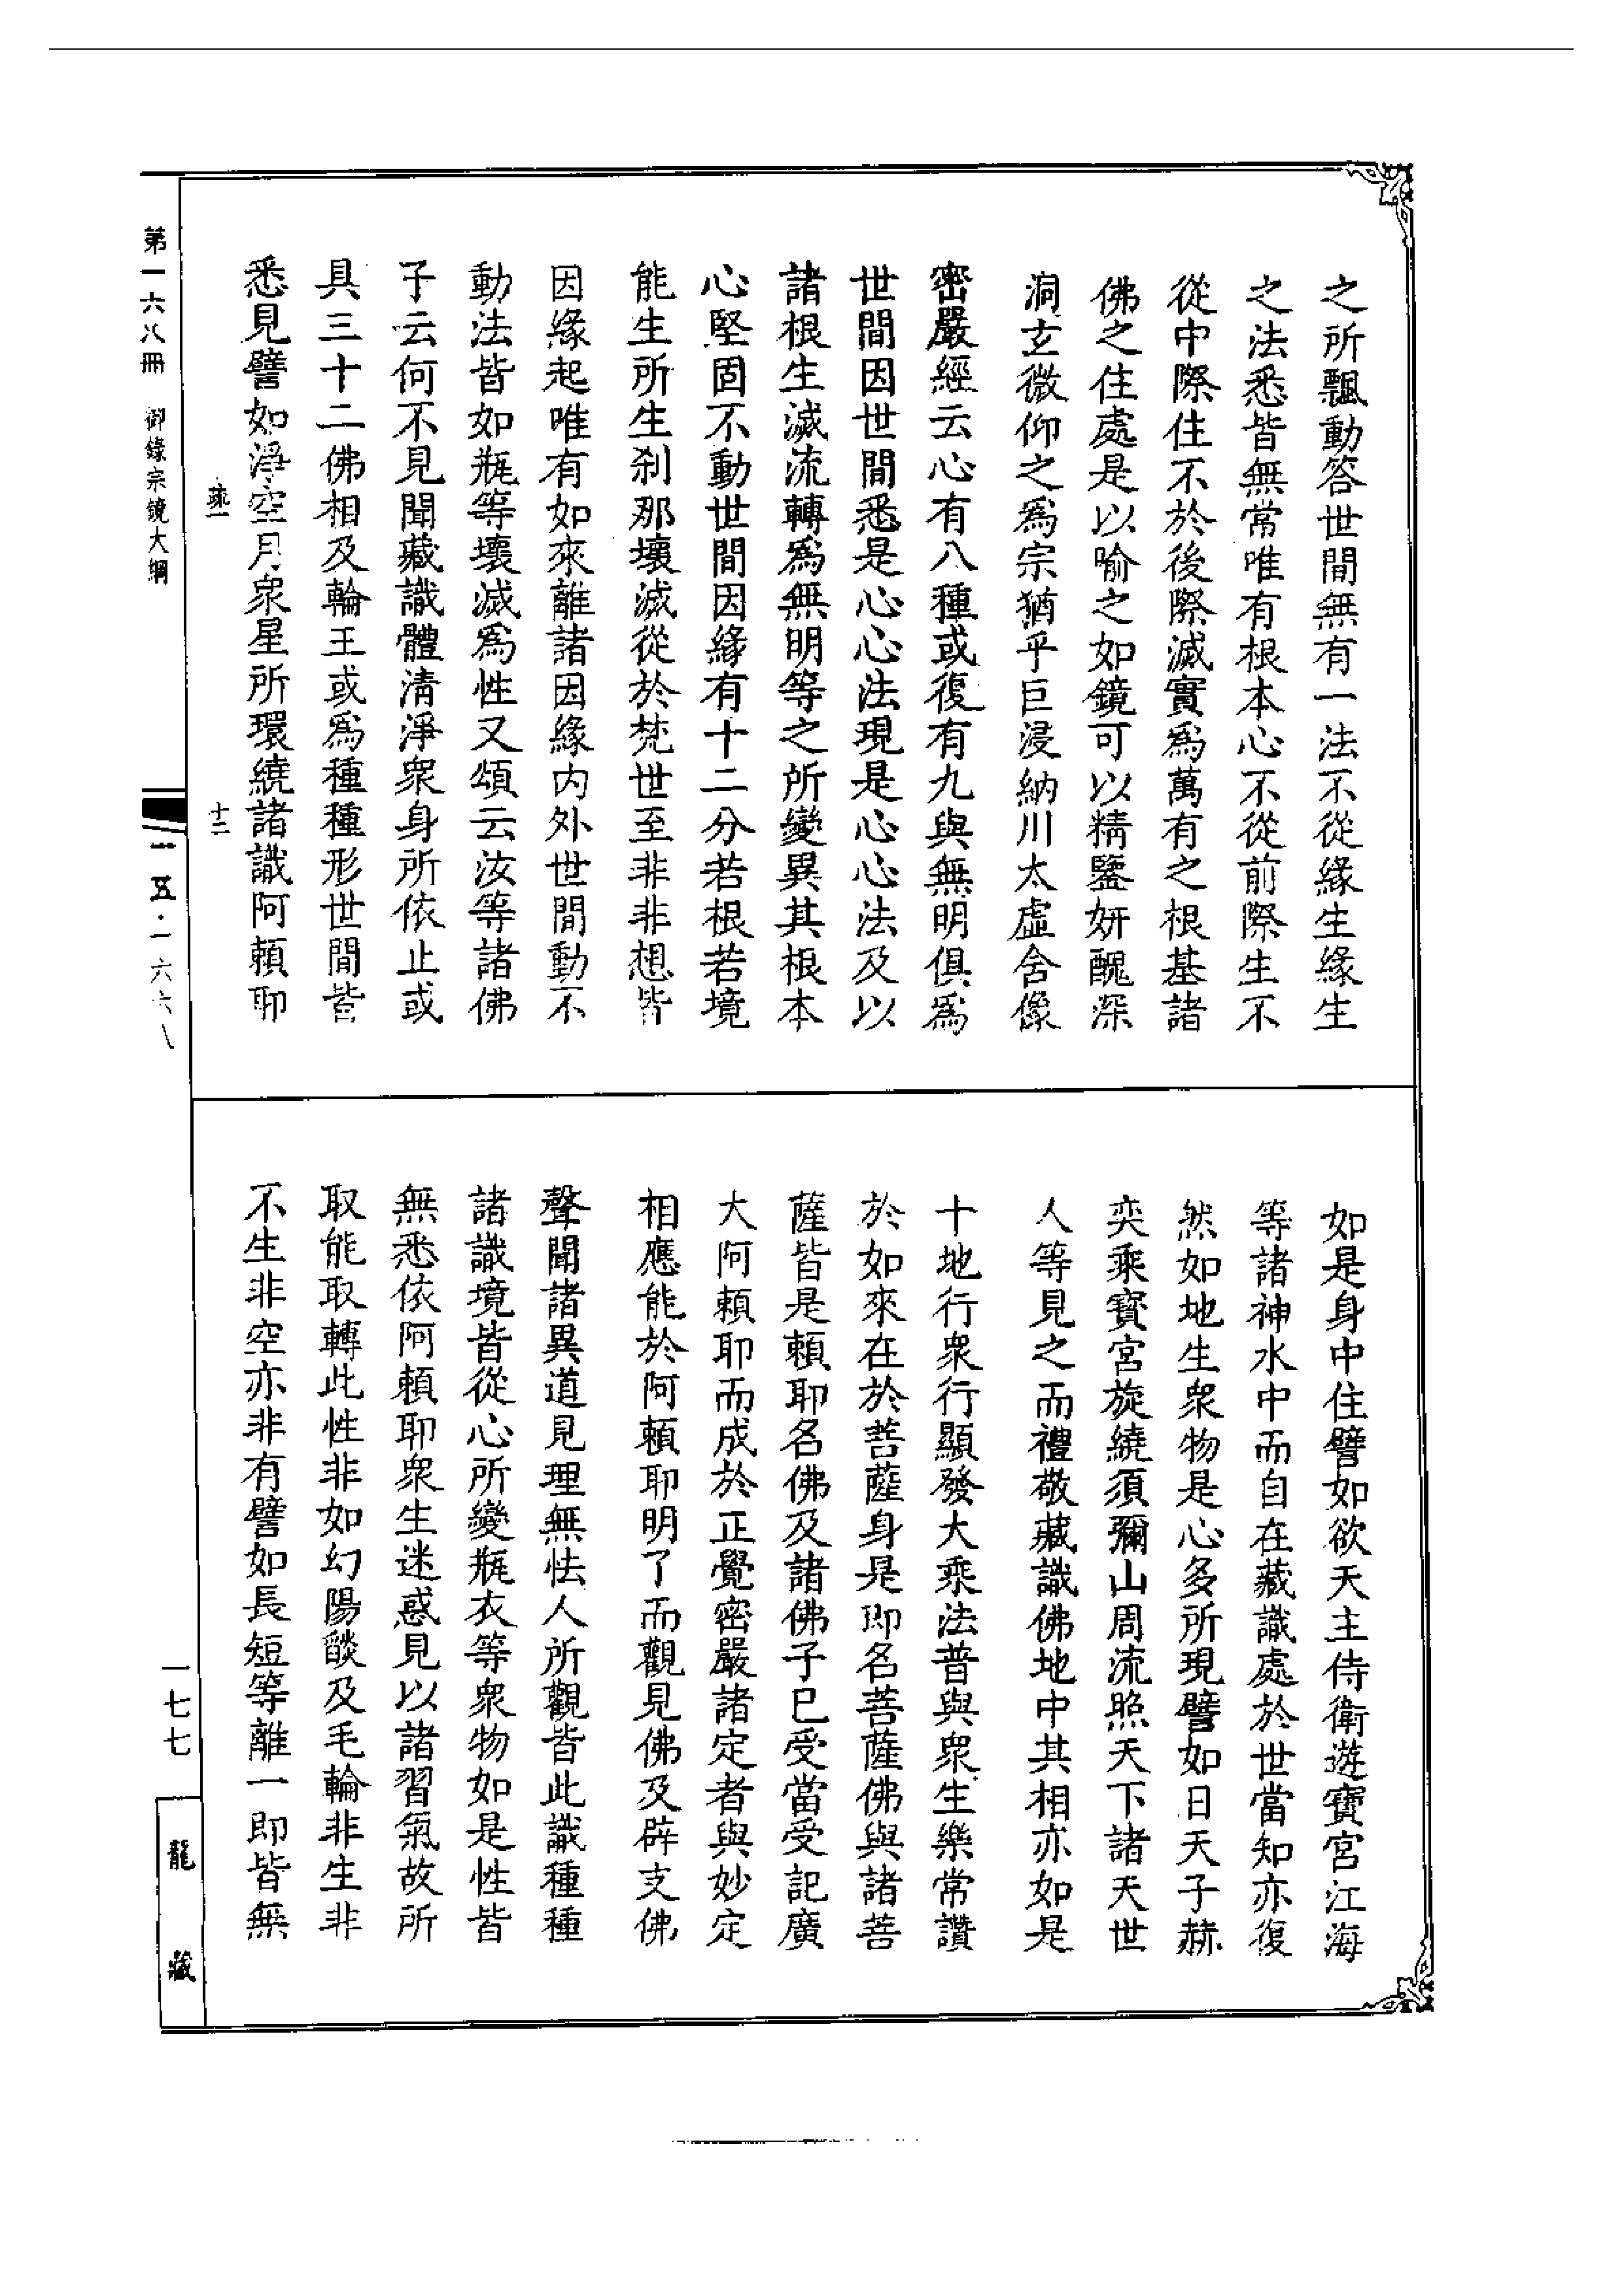 之所飄動答世間無有一法不從緣生緣生
之法悉皆無常唯有根本心不從前際生不
從中際住不於後際滅實爲萬有之根基諸
佛之住處是以喻之如鏡可以精鑒妍醜深
洞玄微仰之爲宗猶乎巨浸納川太虛含像
密嚴經云心有八種或復有九與無明俱爲
世間因世間悉是心心法現是心心法及以
諸根生滅流轉爲無明等之所變異其根本
心堅固不動世間因緣有十二分若根若境
能生所生刹那壞滅從於梵世至非非想皆
因緣起唯有如來離諸因緣内外世間動不
動法皆如瓶等壞滅爲性又頌云汝等諸佛
子云何不見聞藏識體清淨衆身所依止或
具三十二佛相及輪王或爲種種形世間皆
悉見譬如淨空月衆星所環繞諸識阿頼耶
如是身中住譬如欲天主侍衛遊寶宮江海
等諸神水中而自在藏識處於世當知亦復
然如地生衆物是心多所現譬如日天子赫
奕乘寶宮旋繞須彌山周流照天下諸天世
人等見之而禮敬藏識佛地中其相亦如是
十地行衆行顯發大乘法普與衆生樂常讚
於如來在於菩薩身是即名菩薩佛與諸菩
薩皆是頼耶名佛及諸佛子已受當受記廣
大阿頼耶而成於正覺密嚴諸定者與妙定
相應能於阿頼耶明了而觀見佛及辟支佛
聲聞諸異道見理無怯人所觀皆此識種種
諸識境皆從心所變瓶衣等衆物如是性皆
無悉依阿頼耶衆生迷惑見以諸習氣故所
取能取轉此性非如幻陽燄及毛輪非生非
不生非空亦非有譬如長短等離一即皆無
第一六八冊 御錄宗鏡大綱
十二
一五·一六六八
一七七
龍藏